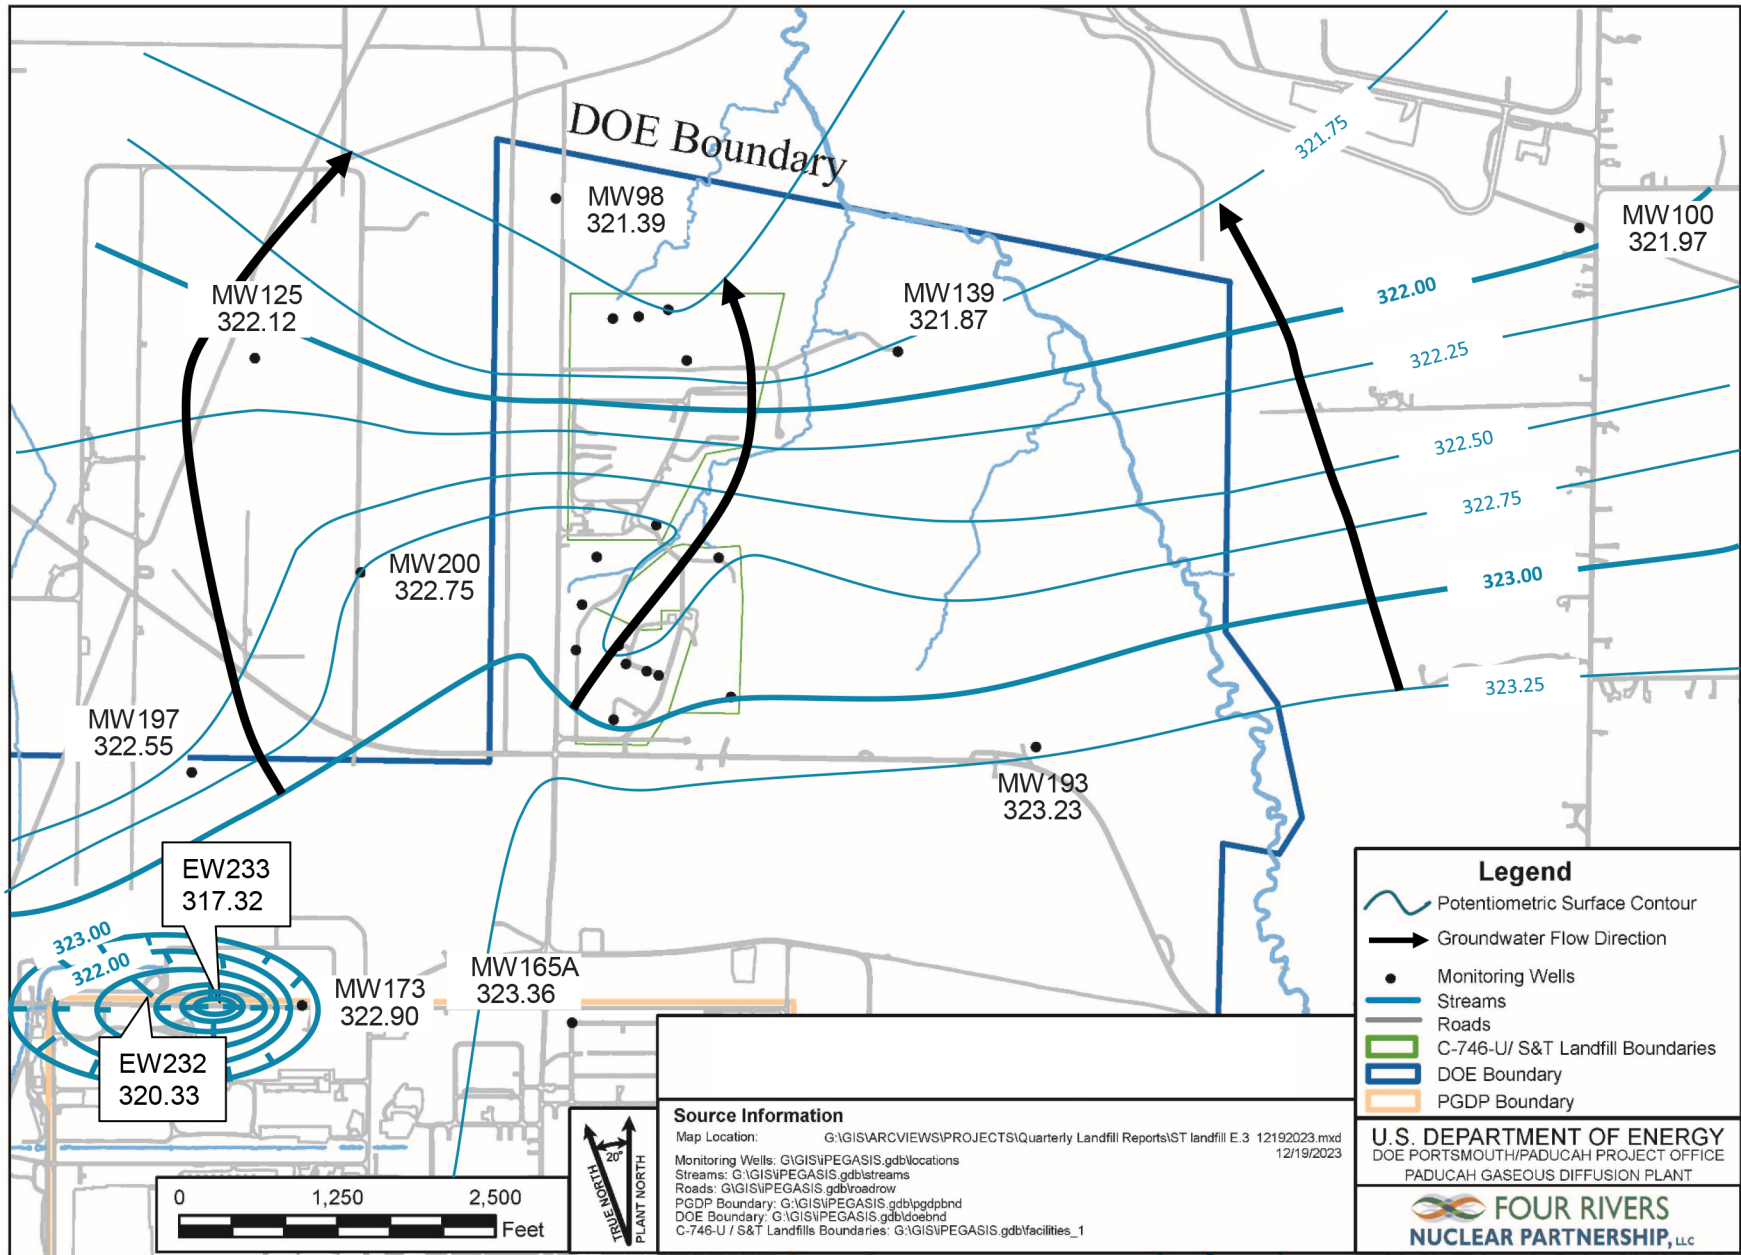 DOE Boundary
MW98
321.39
321.75
MW100
321.97
MW125
322.12
MW139
321.87
322.00
322.25
322.50
322.75
MW200
322.75
323.00
323.25
MW197
322.55
MW193
323.23
EW233
317.32
323.00
322.00
MW173
322.90
MW165A
323.36
EW232
320.33
Legend
Potentiometric Surface Contour
Groundwater Flow Direction
Monitoring Wells
Streams
Roads
C-746-U/ S&T Landfill Boundaries
DOE Boundary
PGDP Boundary
0 1,250 2,500
Feet
TRUE NORTH
20°
PLANT NORTH
Source Information
Map Location: G:\GIS\ARCVIEWS\PROJECTS\Quarterly Landfill Reports\ST landfill E.3 12192023.mxd
12/19/2023
Monitoring Wells: G\GIS\iPEGASIS.gdb\locations
Streams: G:\GIS\iPEGASIS.gdb\streams
Roads: G\GIS\iPEGASIS.gdb\roadrow
PGDP Boundary: G:\GIS\iPEGASIS.gdb\pgdpbnd
DOE Boundary: G:\GIS\iPEGASIS.gdb\doebnd
C-746-U / S&T Landfills Boundaries: G:\GIS\iPEGASIS.gdb\facilities_1
U.S. DEPARTMENT OF ENERGY
DOE PORTSMOUTH/PADUCAH PROJECT OFFICE
PADUCAH GASEOUS DIFFUSION PLANT
FOUR RIVERS
NUCLEAR PARTNERSHIP, LLC